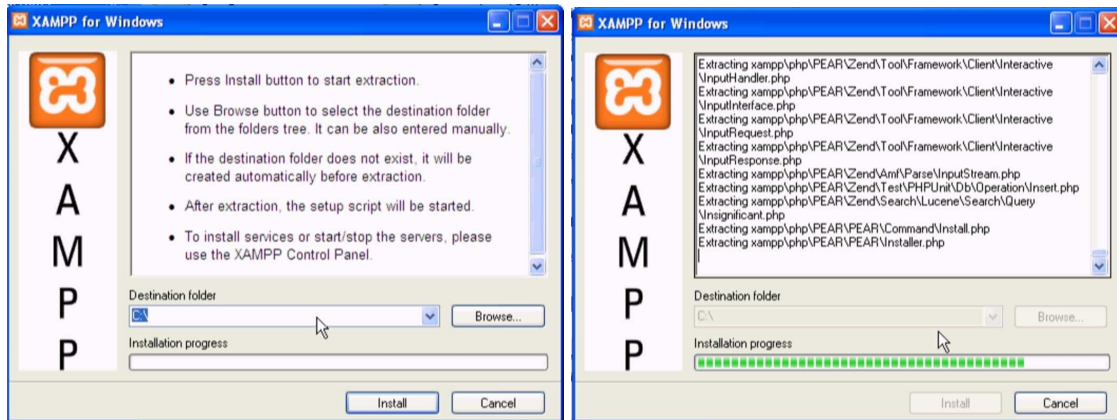 XAMPP for Windows
X
A
M
P
P
• Press Install button to start extraction.
• Use Browse button to select the destination folder
from the folders tree. It can be also entered manually.
• If the destination folder does not exist, it will be
created automatically before extraction.
• After extraction, the setup script will be started.
• To install services or start/stop the servers, please
use the XAMPP Control Panel.
Destination folder
C:\
Browse...
Installation progress
Install
Cancel
XAMPP for Windows
X
A
M
P
P
Extracting xampp\php\PEAR\Zend\Tool\Framework\Client\Interactive
\InputHandler.php
Extracting xampp\php\PEAR\Zend\Tool\Framework\Client\Interactive
\InputInterface.php
Extracting xampp\php\PEAR\Zend\Tool\Framework\Client\Interactive
\InputRequest.php
Extracting xampp\php\PEAR\Zend\Tool\Framework\Client\Interactive
\InputResponse.php
Extracting xampp\php\PEAR\Zend\Amf\Parse\InputStream.php
Extracting xampp\php\PEAR\Zend\Test\PHPUnit\Db\Operation\Insert.php
Extracting xampp\php\PEAR\Zend\Search\Lucene\Search\Query
\Insignificant.php
Extracting xampp\php\PEAR\PEAR\Command\Install.php
Extracting xampp\php\PEAR\PEAR\Installer.php
Destination folder
C:\
Browse...
Installation progress
Install
Cancel